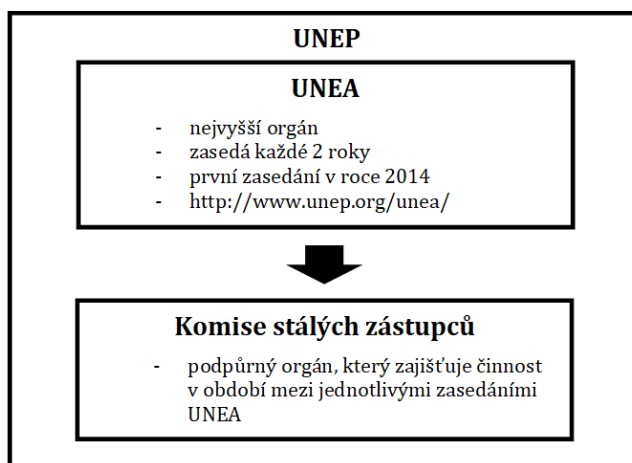 UNEP
UNEA
- nejvyšší orgán
- zasedá každé 2 roky
- první zasedání v roce 2014
- http://www.unep.org/unea/
Komise stálých zástupců
- podpůrný orgán, který zajišťuje činnost
v období mezi jednotlivými zasedáními
UNEA